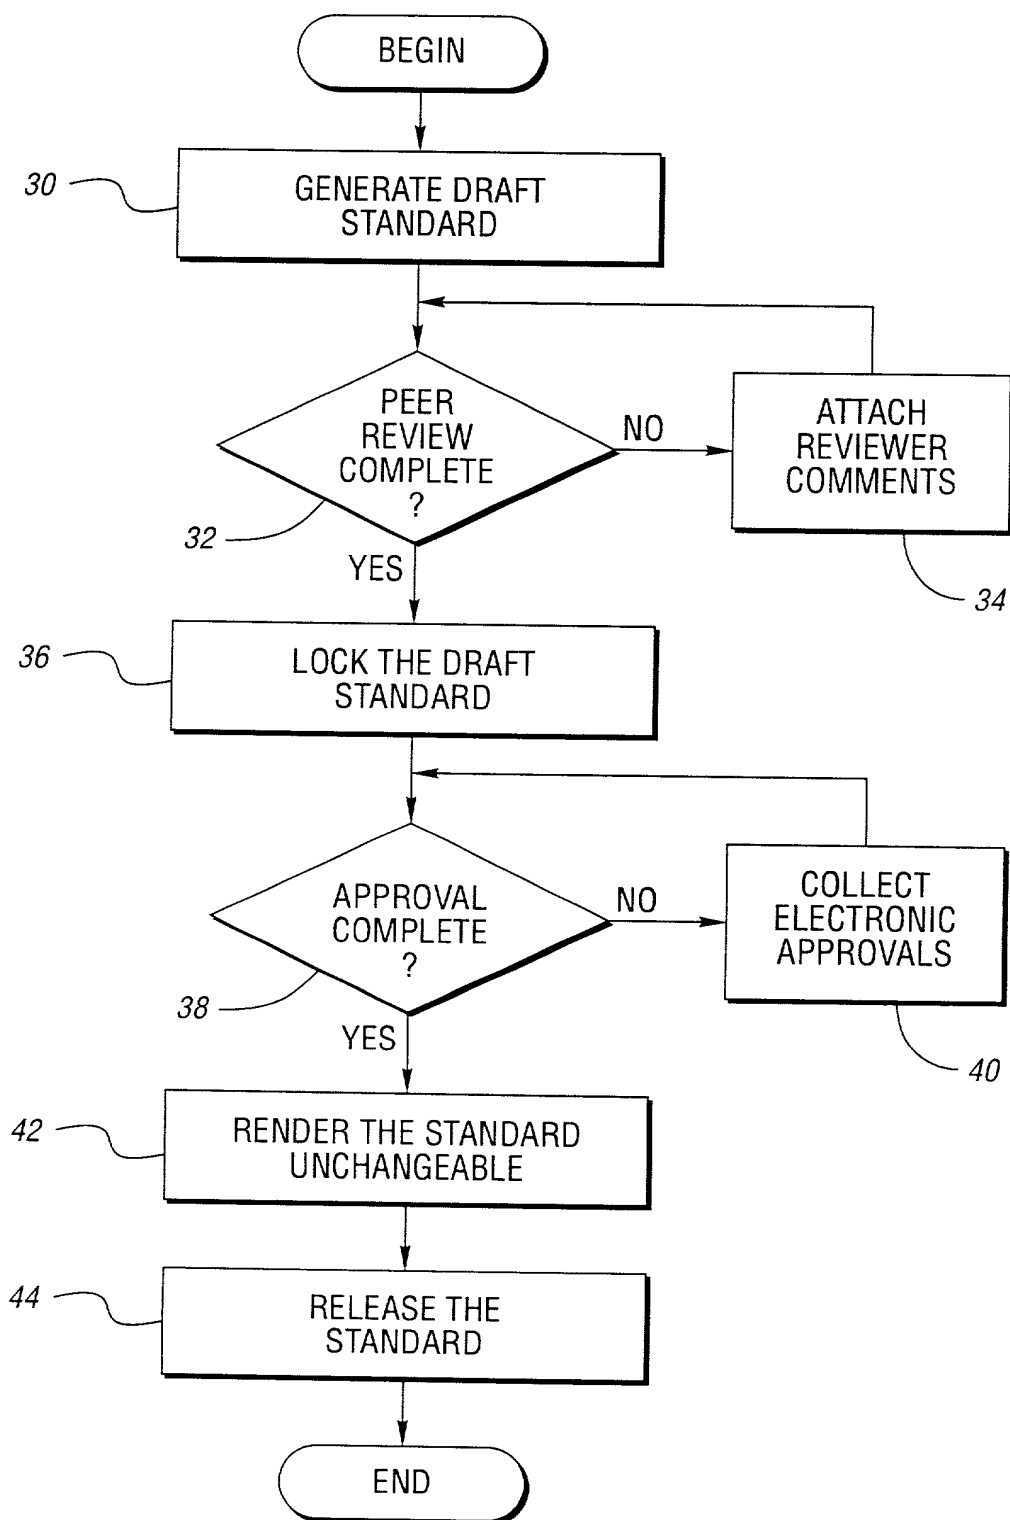 BEGIN
30
GENERATE DRAFT
STANDARD
PEER
REVIEW
COMPLETE
?
NO
ATTACH
REVIEWER
COMMENTS
32
34
YES
36
LOCK THE DRAFT
STANDARD
APPROVAL
COMPLETE
?
NO
COLLECT
ELECTRONIC
APPROVALS
38
40
YES
42
RENDER THE STANDARD
UNCHANGEABLE
44
RELEASE THE
STANDARD
END